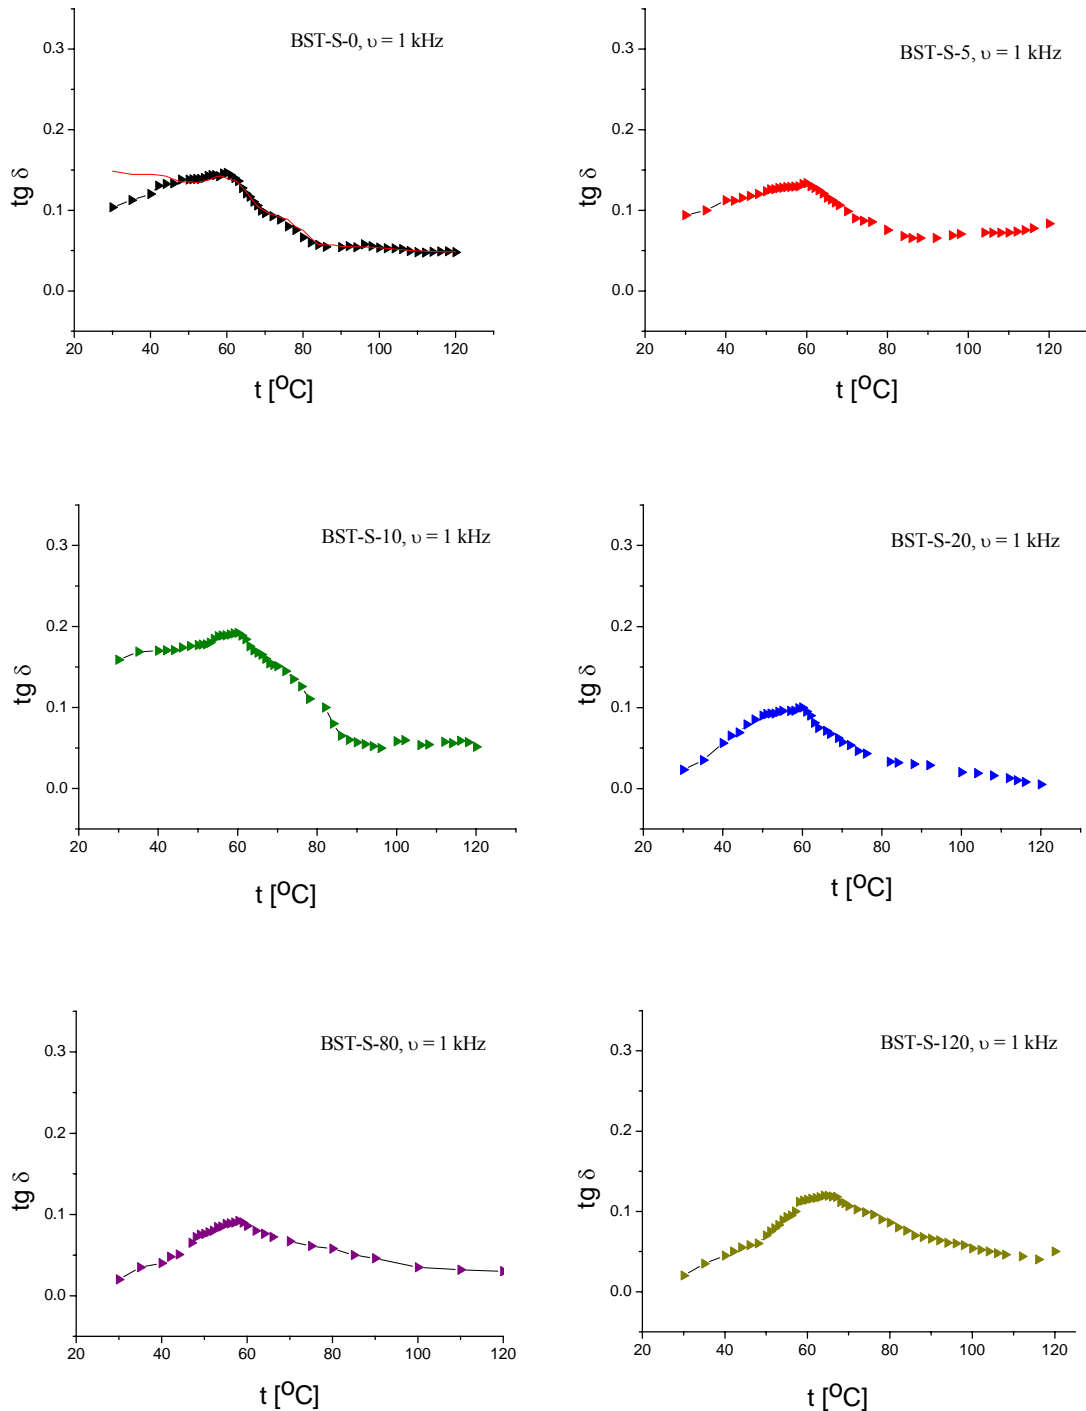 BST-S-0, υ = 1 kHz
0.3
0.2
0.1
0.0
tg δ
20 40 60 80 100 120
t [°C]
BST-S-5, υ = 1 kHz
0.3
0.2
0.1
0.0
tg δ
20 40 60 80 100 120
t [°C]
BST-S-10, υ = 1 kHz
0.3
0.2
0.1
0.0
tg δ
20 40 60 80 100 120
t [°C]
BST-S-20, υ = 1 kHz
0.3
0.2
0.1
0.0
tg δ
20 40 60 80 100 120
t [°C]
BST-S-80, υ = 1 kHz
0.3
0.2
0.1
0.0
tg δ
20 40 60 80 100 120
t [°C]
BST-S-120, υ = 1 kHz
0.3
0.2
0.1
0.0
tg δ
20 40 60 80 100 120
t [°C]